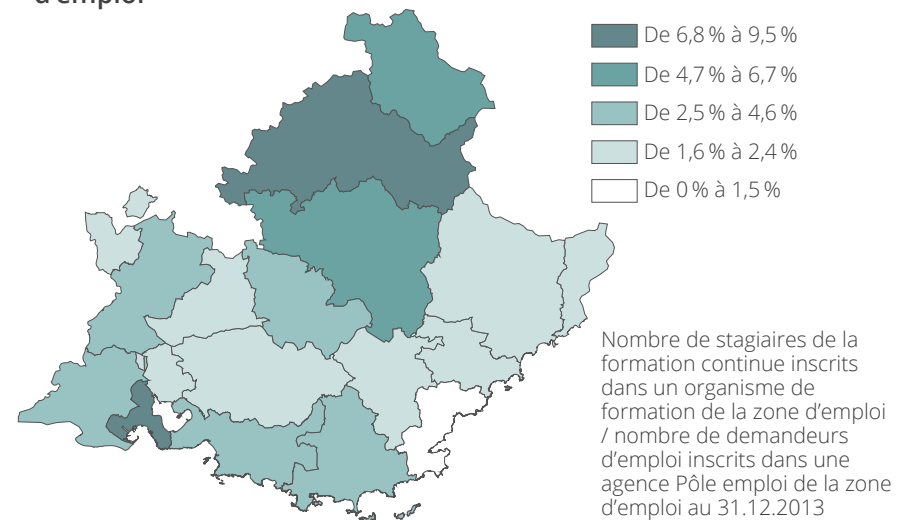 d'emploi
De 6,8 % à 9,5 %
De 4,7 % à 6,7 %
De 2,5 % à 4,6 %
De 1,6 % à 2,4 %
De 0 % à 1,5 %
Nombre de stagiaires de la
formation continue inscrits
dans un organisme de
formation de la zone d'emploi
/ nombre de demandeurs
d'emploi inscrits dans une
agence Pôle emploi de la zone
d'emploi au 31.12.2013